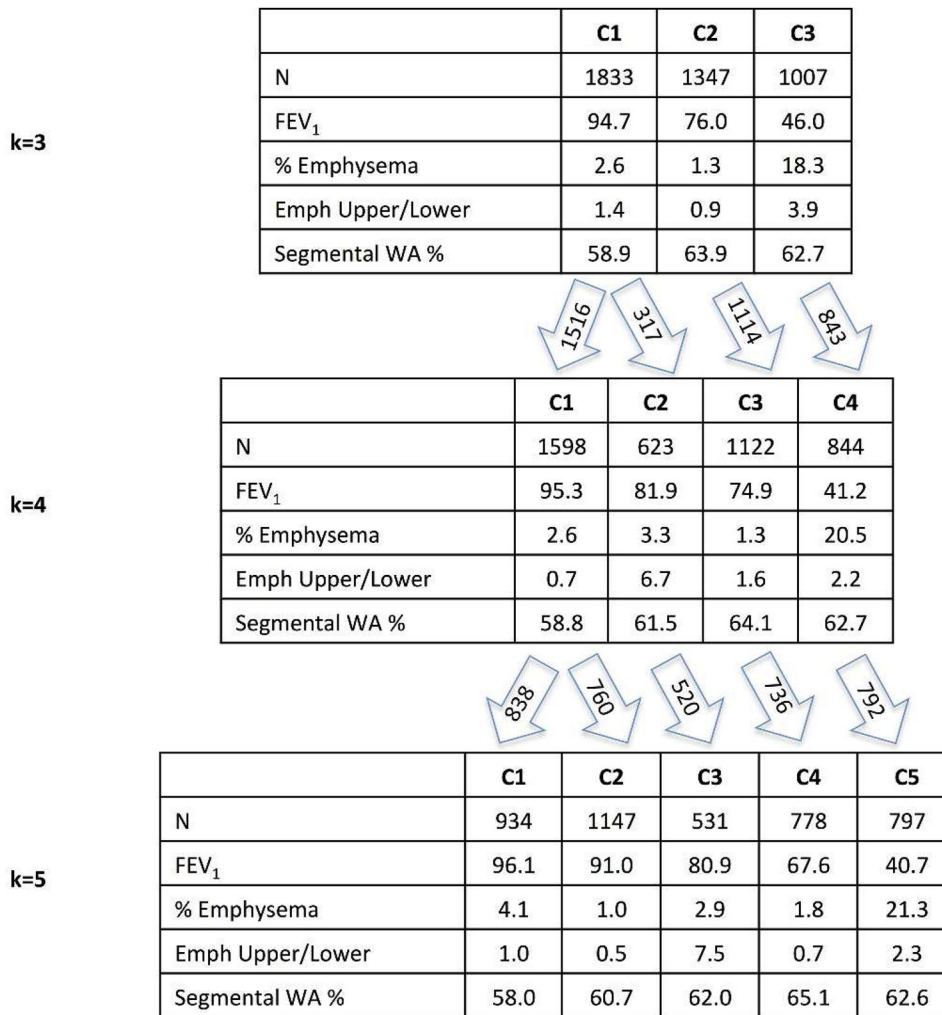 C1 C2 C3
N 1833 1347 1007
k=3
FEV₁ 94.7 76.0 46.0
% Emphysema 2.6 1.3 18.3
Emph Upper/Lower 1.4 0.9 3.9
Segmental WA % 58.9 63.9 62.7
1516 317 1114 843
C1 C2 C3 C4
N 1598 623 1122 844
k=4
FEV₁ 95.3 81.9 74.9 41.2
% Emphysema 2.6 3.3 1.3 20.5
Emph Upper/Lower 0.7 6.7 1.6 2.2
Segmental WA % 58.8 61.5 64.1 62.7
838 760 520 736 792
C1 C2 C3 C4 C5
N 934 1147 531 778 797
k=5
FEV₁ 96.1 91.0 80.9 67.6 40.7
% Emphysema 4.1 1.0 2.9 1.8 21.3
Emph Upper/Lower 1.0 0.5 7.5 0.7 2.3
Segmental WA % 58.0 60.7 62.0 65.1 62.6